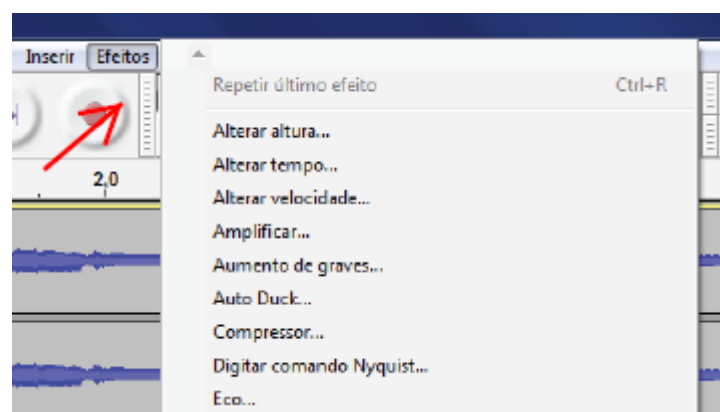 Inserir Efeitos
Repetir último efeito Ctrl+R
Alterar altura...
2,0
Alterar tempo...
Alterar velocidade...
Amplificar...
Aumento de graves...
Auto Duck...
Compressor...
Digitar comando Nyquist...
Eco...